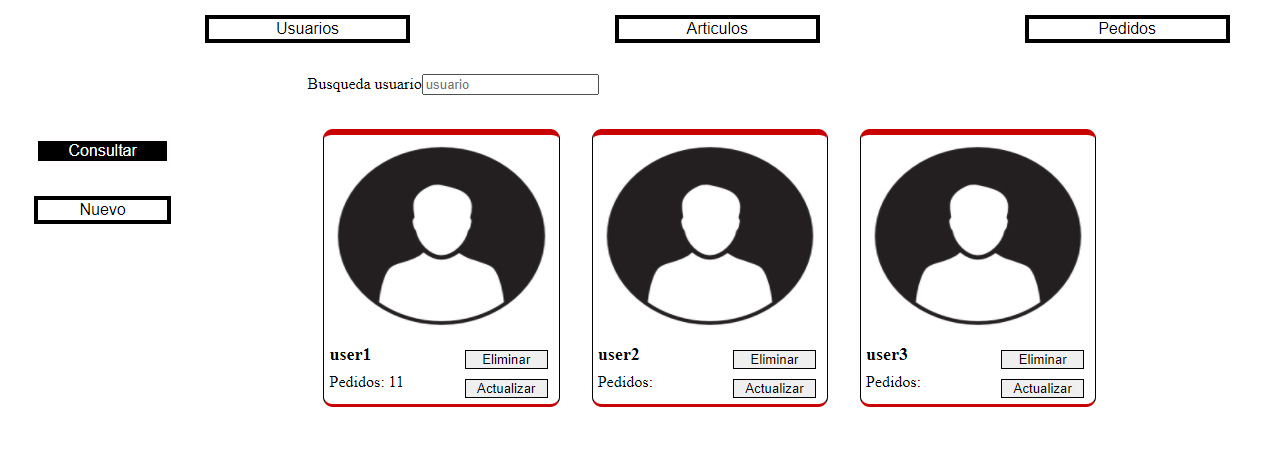 Usuarios Articulos Pedidos
Busqueda usuario usuario
Consultar
Nuevo
user1 Eliminar
Pedidos: 11 Actualizar
user2 Eliminar
Pedidos: Actualizar
user3 Eliminar
Pedidos: Actualizar